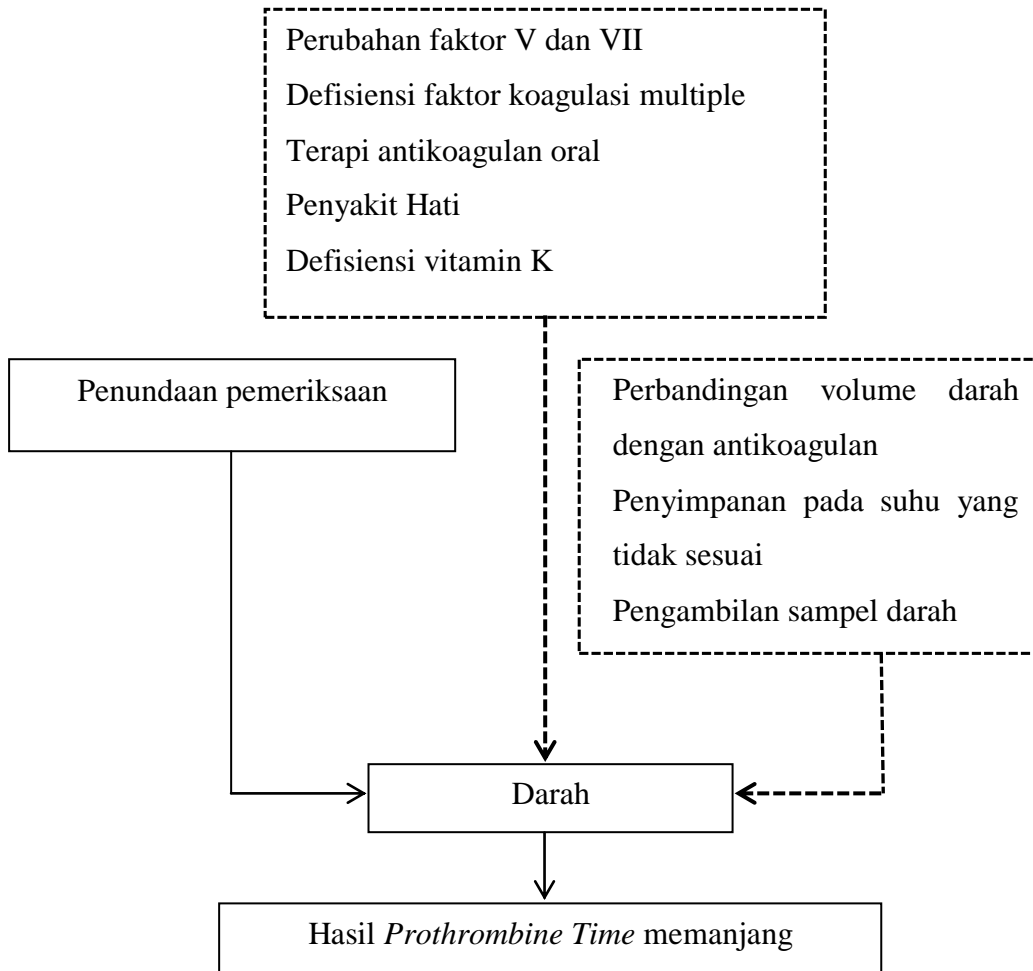 Perubahan faktor V dan VII
Defisiensi faktor koagulasi multiple
Terapi antikoagulan oral
Penyakit Hati
Defisiensi vitamin K
Penundaan pemeriksaan
Perbandingan volume darah
dengan antikoagulan
Penyimpanan pada suhu yang
tidak sesuai
Pengambilan sampel darah
Darah
Hasil Prothrombine Time memanjang